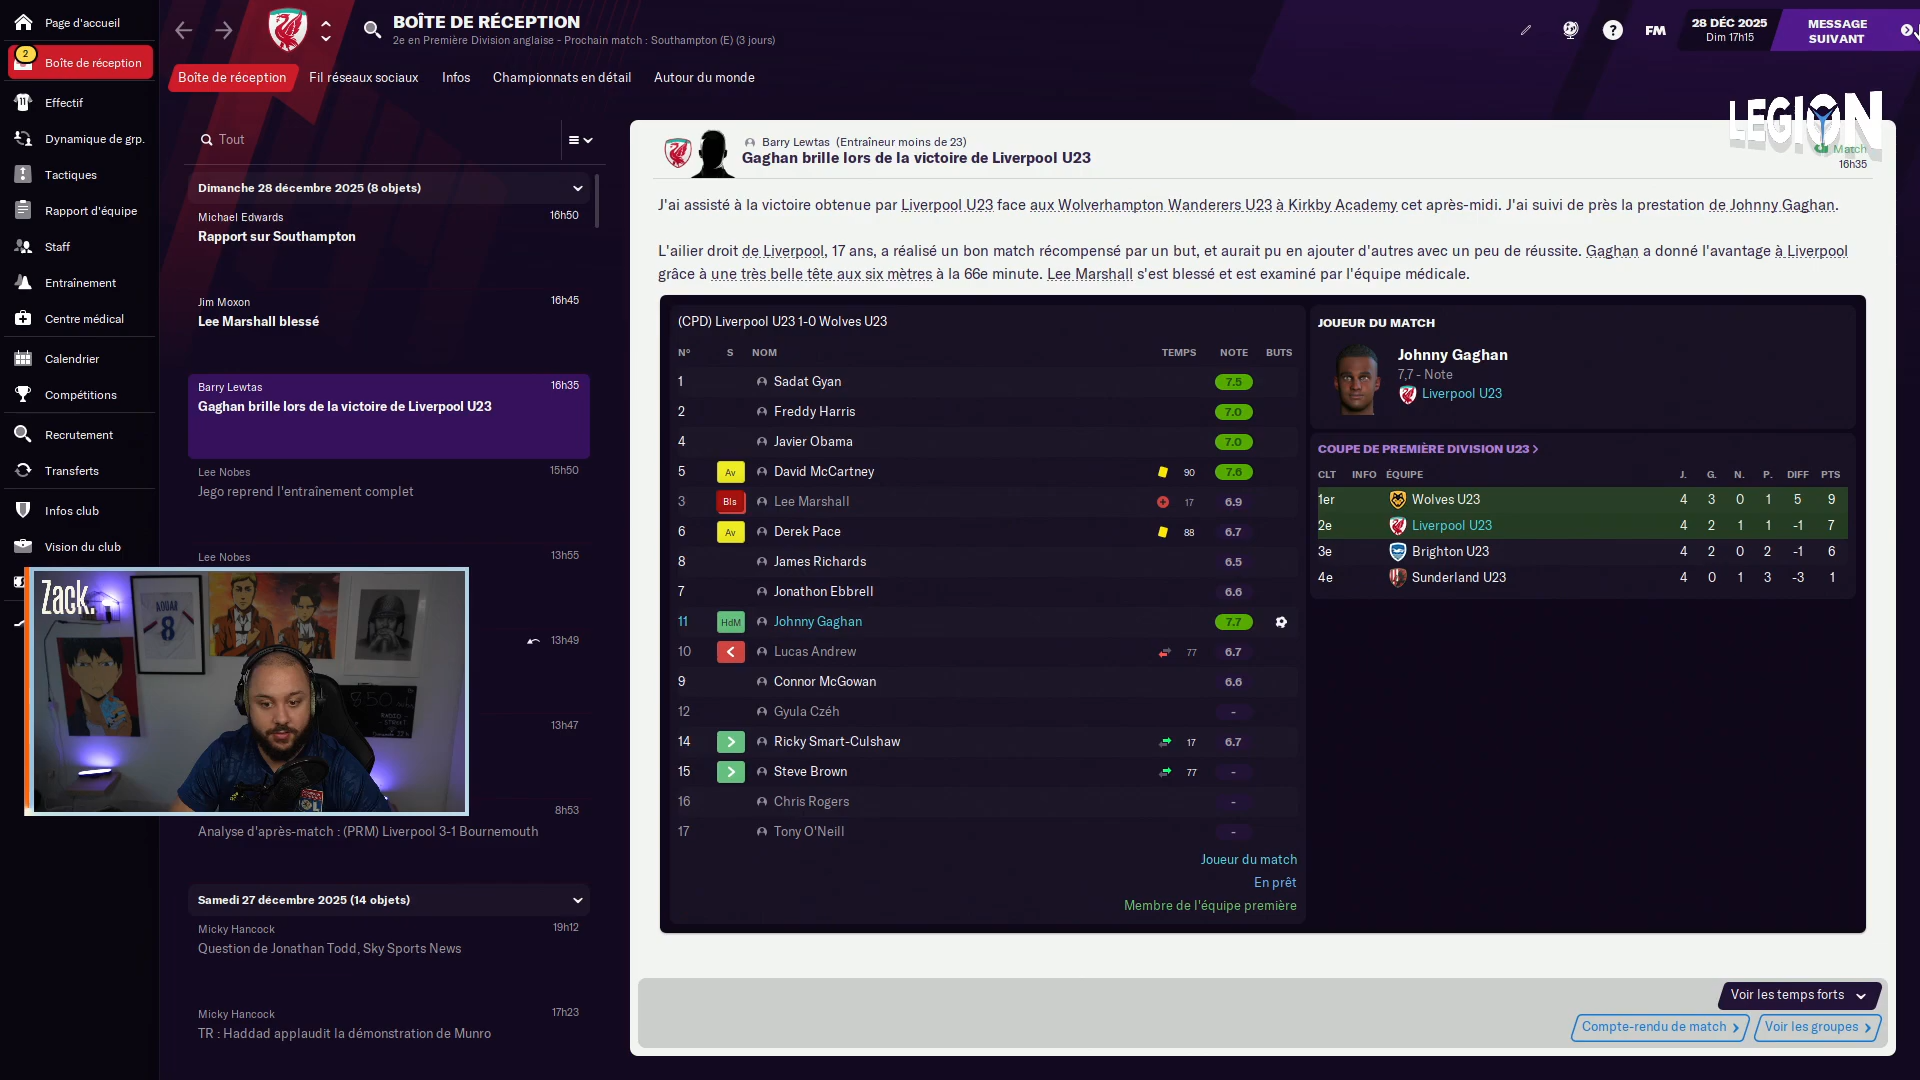 Page d'accueil
2
Boîte de réception
Effectif
Dynamique de grp.
Tactiques
Rapport d'équipe
Staff
Entraînement
Centre médical
Calendrier
Compétitions
Recrutement
Transferts
Infos club
Vision du club
BOÎTE DE RÉCEPTION
2e en Première Division anglaise - Prochain match : Southampton (E) (3 jours)
FM
28 DÉC 2025
Dim 17h15
MESSAGE
SUIVANT
Boîte de réception Fil réseaux sociaux Infos Championnats en détail Autour du monde
LEGION
Tout
Dimanche 28 décembre 2025 (8 objets)
Michael Edwards 16h50
Rapport sur Southampton
Jim Moxon 16h45
Lee Marshall blessé
Barry Lewtas 16h35
Gaghan brille lors de la victoire de Liverpool U23
Lee Nobes 15h50
Jego reprend l'entraînement complet
Lee Nobes 13h55
13h49
13h47
8h53
Analyse d'après-match : (PRM) Liverpool 3-1 Bournemouth
Samedi 27 décembre 2025 (14 objets)
Micky Hancock 19h12
Question de Jonathan Todd, Sky Sports News
Micky Hancock 17h23
TR : Haddad applaudit la démonstration de Munro
Zack.
AOUAR
8
850
OL
Barry Lewtas (Entraîneur moins de 23)
Gaghan brille lors de la victoire de Liverpool U23
Match
16h35
J'ai assisté à la victoire obtenue par Liverpool U23 face aux Wolverhampton Wanderers U23 à Kirkby Academy cet après-midi. J'ai suivi de près la prestation de Johnny Gaghan.
L'ailier droit de Liverpool, 17 ans, a réalisé un bon match récompensé par un but, et aurait pu en ajouter d'autres avec un peu de réussite. Gaghan a donné l'avantage à Liverpool
grâce à une très belle tête aux six mètres à la 66e minute. Lee Marshall s'est blessé et est examiné par l'équipe médicale.
(CPD) Liverpool U23 1-0 Wolves U23
N° S NOM TEMPS NOTE BUTS
1 Sadat Gyan 7.5
2 Freddy Harris 7.0
4 Javier Obama 7.0
5 Av David McCartney 90 7.6
3 Bls Lee Marshall 17 6.9
6 Av Derek Pace 88 6.7
8 James Richards 6.5
7 Jonathon Ebbrell 6.6
11 HdM Johnny Gaghan 7.7
10 Lucas Andrew 77 6.7
9 Connor McGowan 6.6
12 Gyula Czéh -
14 Ricky Smart-Culshaw 17 6.7
15 Steve Brown 77 -
16 Chris Rogers -
17 Tony O'Neill -
Joueur du match
En prêt
Membre de l'équipe première
JOUEUR DU MATCH
Johnny Gaghan
7,7 - Note
Liverpool U23
COUPE DE PREMIÈRE DIVISION U23 >
CLT INFO ÉQUIPE J. G. N. P. DIFF PTS
1er Wolves U23 4 3 0 1 5 9
2e Liverpool U23 4 2 1 1 -1 7
3e Brighton U23 4 2 0 2 -1 6
4e Sunderland U23 4 0 1 3 -3 1
Voir les temps forts
Compte-rendu de match >
Voir les groupes >